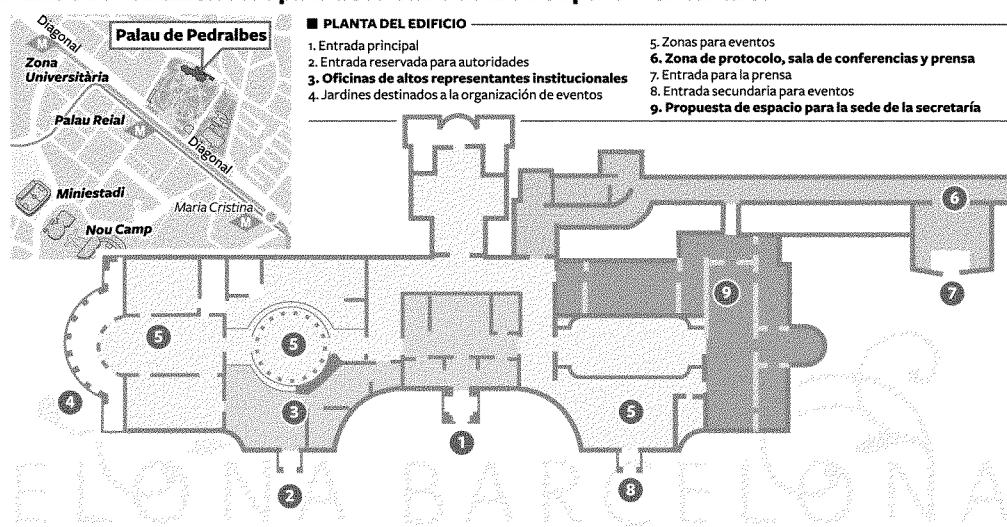 PLANTA DEL EDIFICIO
1. Entrada principal
2. Entrada reservada para autoridades
3. Oficinas de altos representantes institucionales
4. Jardines destinados a la organización de eventos
5. Zonas para eventos
6. Zona de protocolo, sala de conferencias y prensa
7. Entrada para la prensa
8. Entrada secundaria para eventos
9. Propuesta de espacio para la sede de la secretaría
Diagonal
Palau de Pedralbes
M
Zona
Universitària
Palau Reial
M
Diagonal
Miniestadi
Maria Cristina
M
Nou Camp
6
9
7
5
5
4
3
5
1
2
8
ELONA BARCELONA